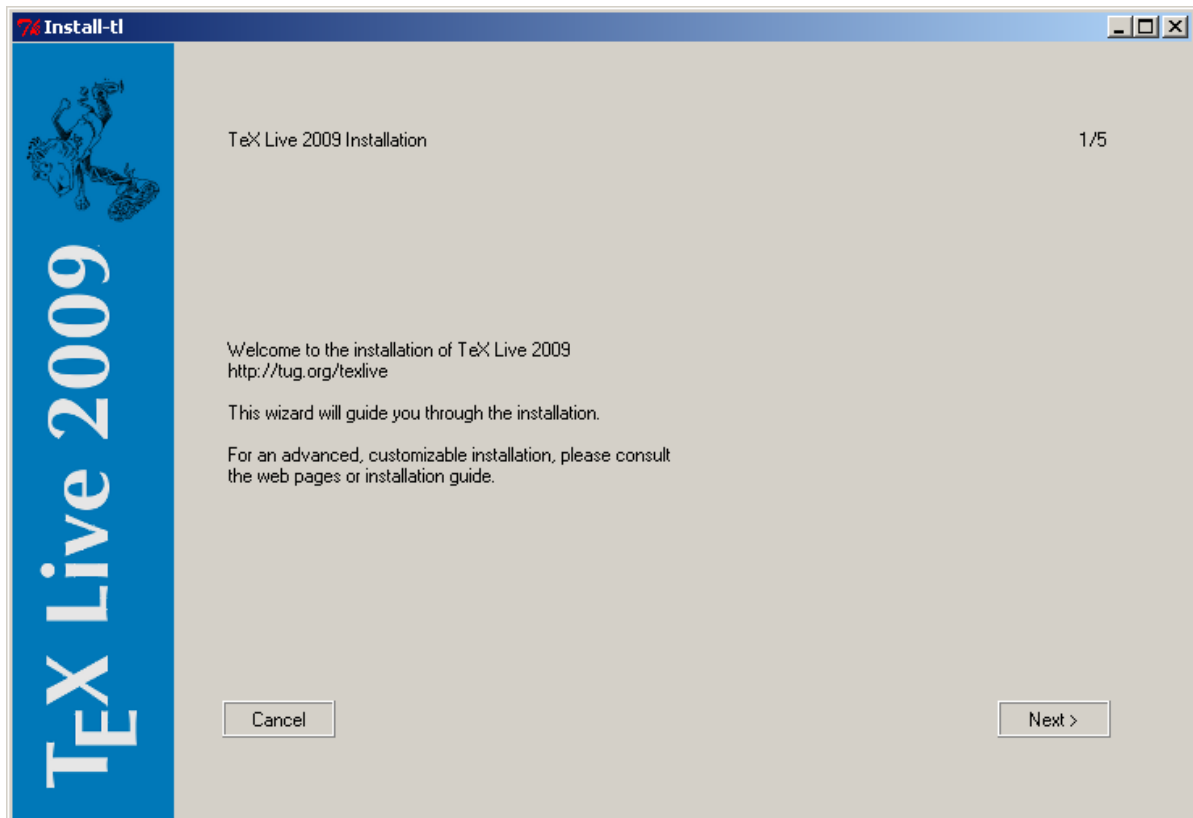 Install-tl
TeX Live 2009 Installation
1/5
Welcome to the installation of TeX Live 2009
http://tug.org/texlive
This wizard will guide you through the installation.
For an advanced, customizable installation, please consult
the web pages or installation guide.
Cancel
Next >
TEX Live 2009